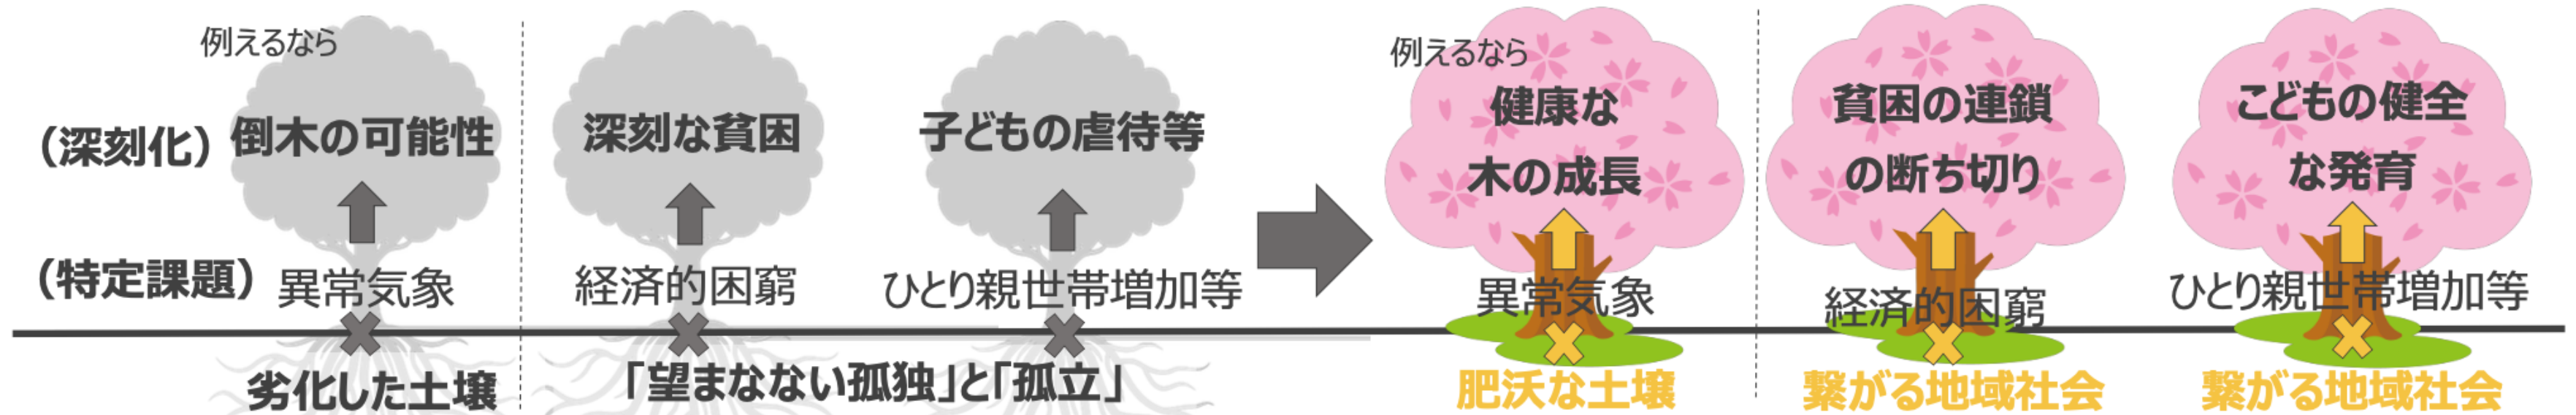 例えるなら
（深刻化）
倒木の可能性
深刻な貧困
子どもの虐待等
（特定課題）
異常気象
経済的困窮
ひとり親世帯増加等
劣化した土壌
「望まなない孤独」と「孤立」
例えるなら
健康な
木の成長
貧困の連鎖
の断ち切り
こどもの健全
な発育
異常気象
経済的困窮
ひとり親世帯増加等
肥沃な土壌
繋がる地域社会
繋がる地域社会